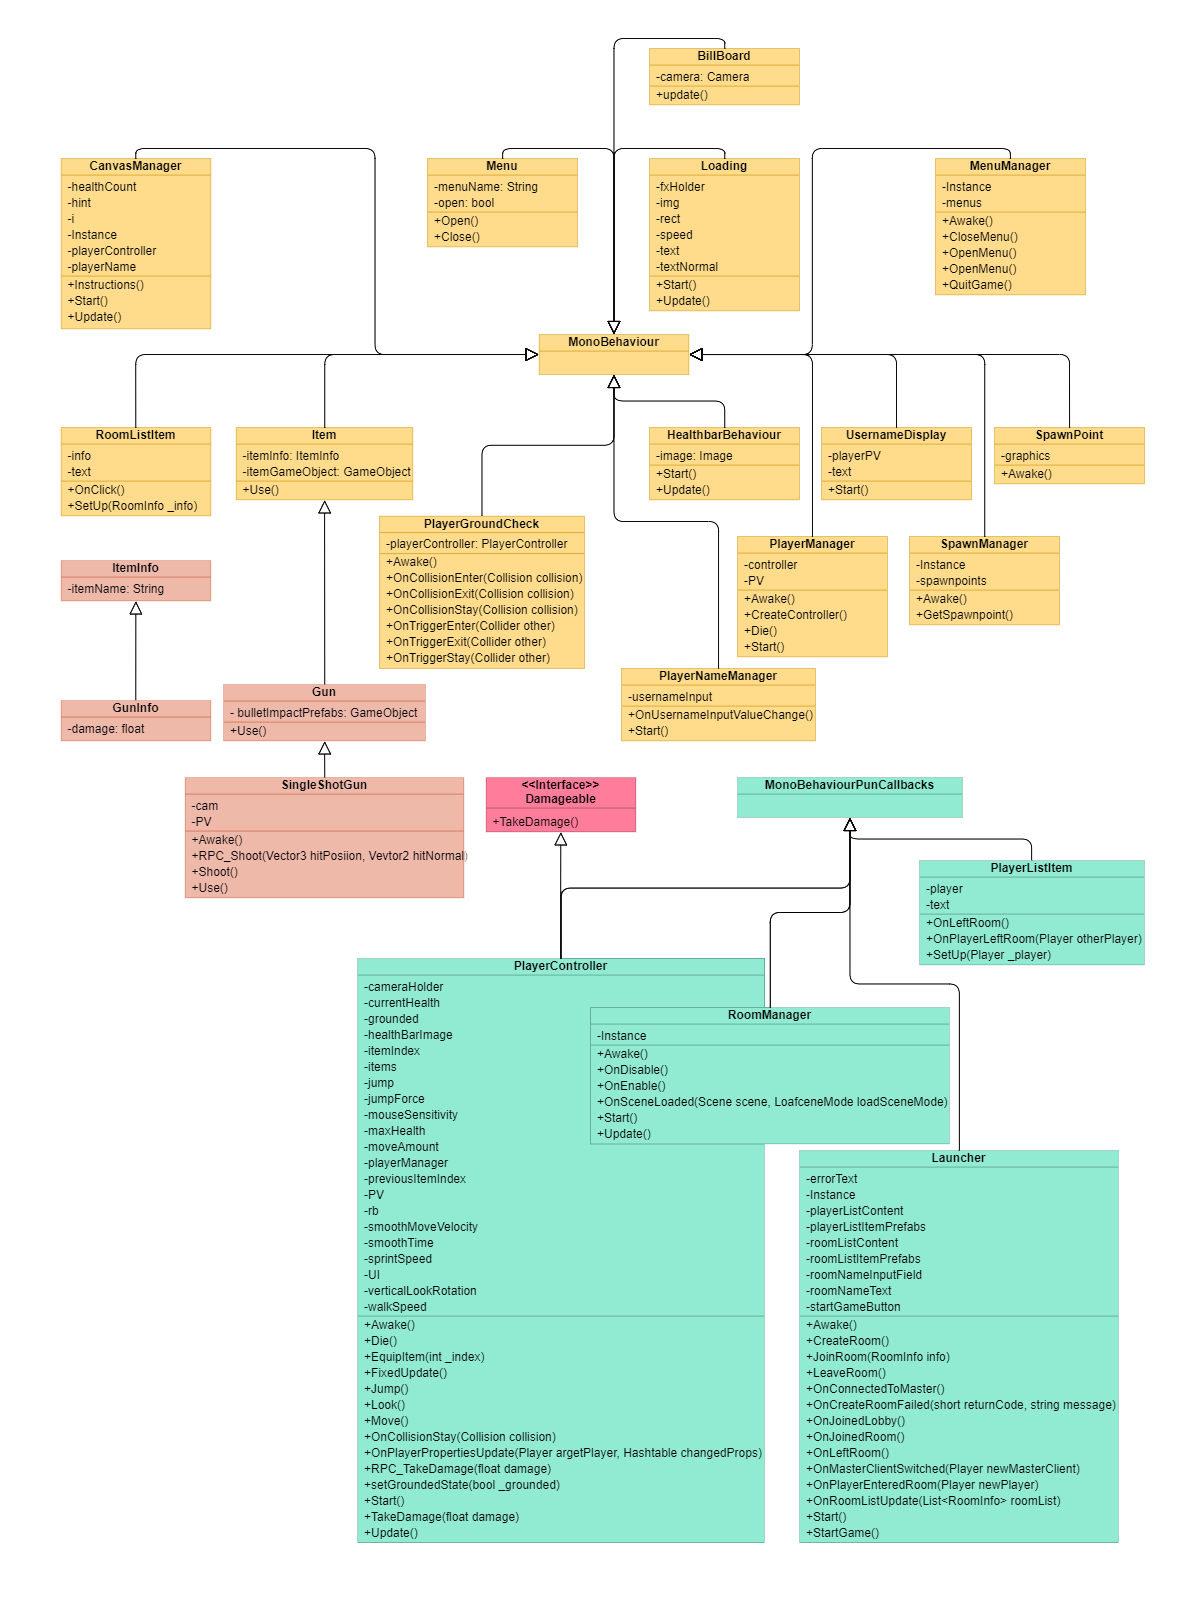 BillBoard
-camera: Camera
+update()
CanvasManager
-healthCount
-hint
-i
-Instance
-playerController
-playerName
+Instructions()
+Start()
+Update()
Menu
-menuName: String
-open: bool
+Open()
+Close()
Loading
-fxHolder
-img
-rect
-speed
-text
-textNormal
+Start()
+Update()
MenuManager
-Instance
-menus
+Awake()
+CloseMenu()
+OpenMenu()
+OpenMenu()
+QuitGame()
MonoBehaviour
RoomListItem
-info
-text
+OnClick()
+SetUp(RoomInfo _info)
Item
-itemInfo: ItemInfo
-itemGameObject: GameObject
+Use()
HealthbarBehaviour
-image: Image
+Start()
+Update()
UsernameDisplay
-playerPV
-text
+Start()
SpawnPoint
-graphics
+Awake()
PlayerGroundCheck
-playerController: PlayerController
+Awake()
+OnCollisionEnter(Collision collision)
+OnCollisionExit(Collision collision)
+OnCollisionStay(Collision collision)
+OnTriggerEnter(Collider other)
+OnTriggerExit(Collider other)
+OnTriggerStay(Collider other)
PlayerManager
-controller
-PV
+Awake()
+CreateController()
+Die()
+Start()
SpawnManager
-Instance
-spawnpoints
+Awake()
+GetSpawnpoint()
ItemInfo
-itemName: String
PlayerNameManager
-usernameInput
+OnUsernameInputValueChange()
+Start()
GunInfo
-damage: float
Gun
- bulletImpactPrefabs: GameObject
+Use()
SingleShotGun
-cam
-PV
+Awake()
+RPC_Shoot(Vector3 hitPosiion, Vevtor2 hitNormal)
+Shoot()
+Use()
<<Interface>>
Damageable
+TakeDamage()
MonoBehaviourPunCallbacks
PlayerListItem
-player
-text
+OnLeftRoom()
+OnPlayerLeftRoom(Player otherPlayer)
+SetUp(Player _player)
PlayerController
-cameraHolder
-currentHealth
-grounded
-healthBarImage
-itemIndex
-items
-jump
-jumpForce
-mouseSensitivity
-maxHealth
-moveAmount
-playerManager
-previousItemIndex
-PV
-rb
-smoothMoveVelocity
-smoothTime
-sprintSpeed
-UI
-verticalLookRotation
-walkSpeed
+Awake()
+Die()
+EquipItem(int _index)
+FixedUpdate()
+Jump()
+Look()
+Move()
+OnCollisionStay(Collision collision)
+OnPlayerPropertiesUpdate(Player argetPlayer, Hashtable changedProps)
+RPC_TakeDamage(float damage)
+setGroundedState(bool _grounded)
+Start()
+TakeDamage(float damage)
+Update()
RoomManager
-Instance
+Awake()
+OnDisable()
+OnEnable()
+OnSceneLoaded(Scene scene, LoafceneMode loadSceneMode)
+Start()
+Update()
Launcher
-errorText
-Instance
-playerListContent
-playerListItemPrefabs
-roomListContent
-roomListItemPrefabs
-roomNameInputField
-roomNameText
-startGameButton
+Awake()
+CreateRoom()
+JoinRoom(RoomInfo info)
+LeaveRoom()
+OnConnectedToMaster()
+OnCreateRoomFailed(short returnCode, string message)
+OnJoinedLobby()
+OnJoinedRoom()
+OnLeftRoom()
+OnMasterClientSwitched(Player newMasterClient)
+OnPlayerEnteredRoom(Player newPlayer)
+OnRoomListUpdate(List<RoomInfo> roomList)
+Start()
+StartGame()